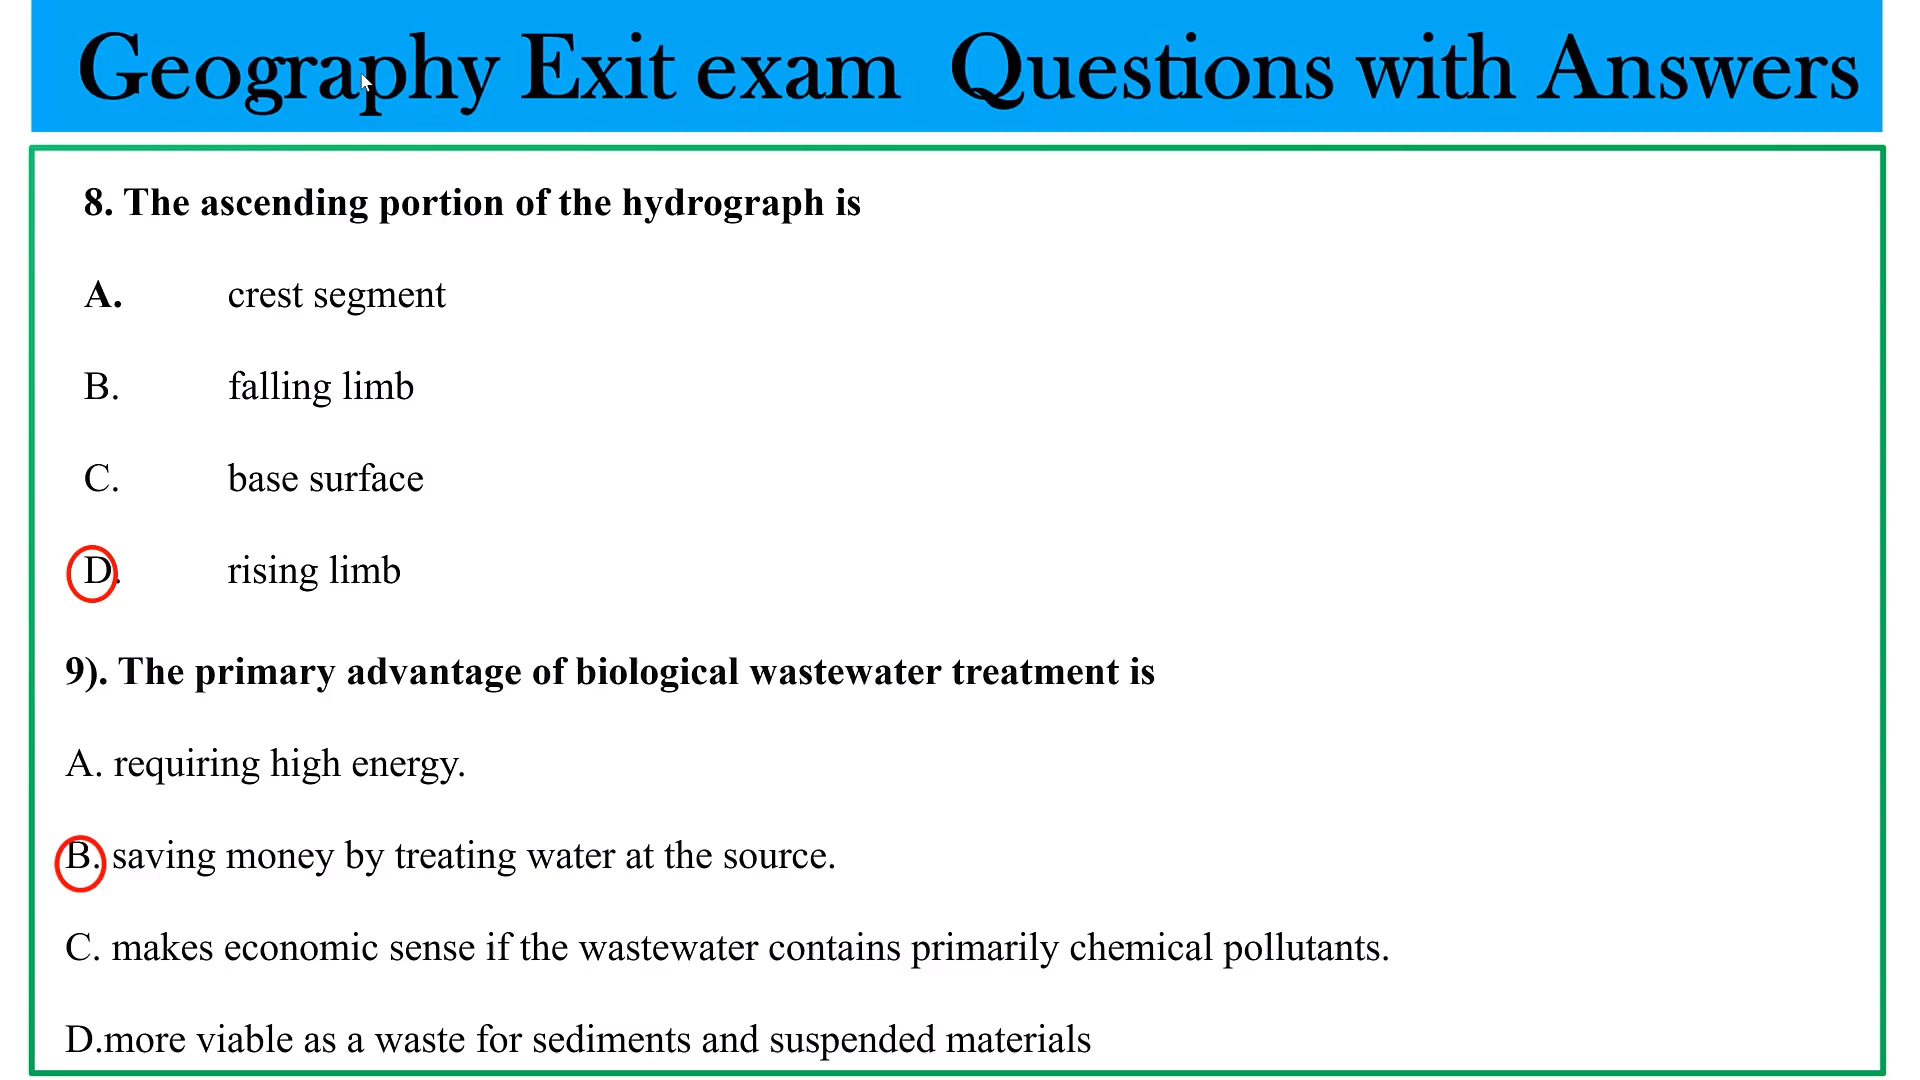 Geography Exit exam Questions with Answers
8. The ascending portion of the hydrograph is
A. crest segment
B. falling limb
C. base surface
D. rising limb
9). The primary advantage of biological wastewater treatment is
A. requiring high energy.
B. saving money by treating water at the source.
C. makes economic sense if the wastewater contains primarily chemical pollutants.
D.more viable as a waste for sediments and suspended materials